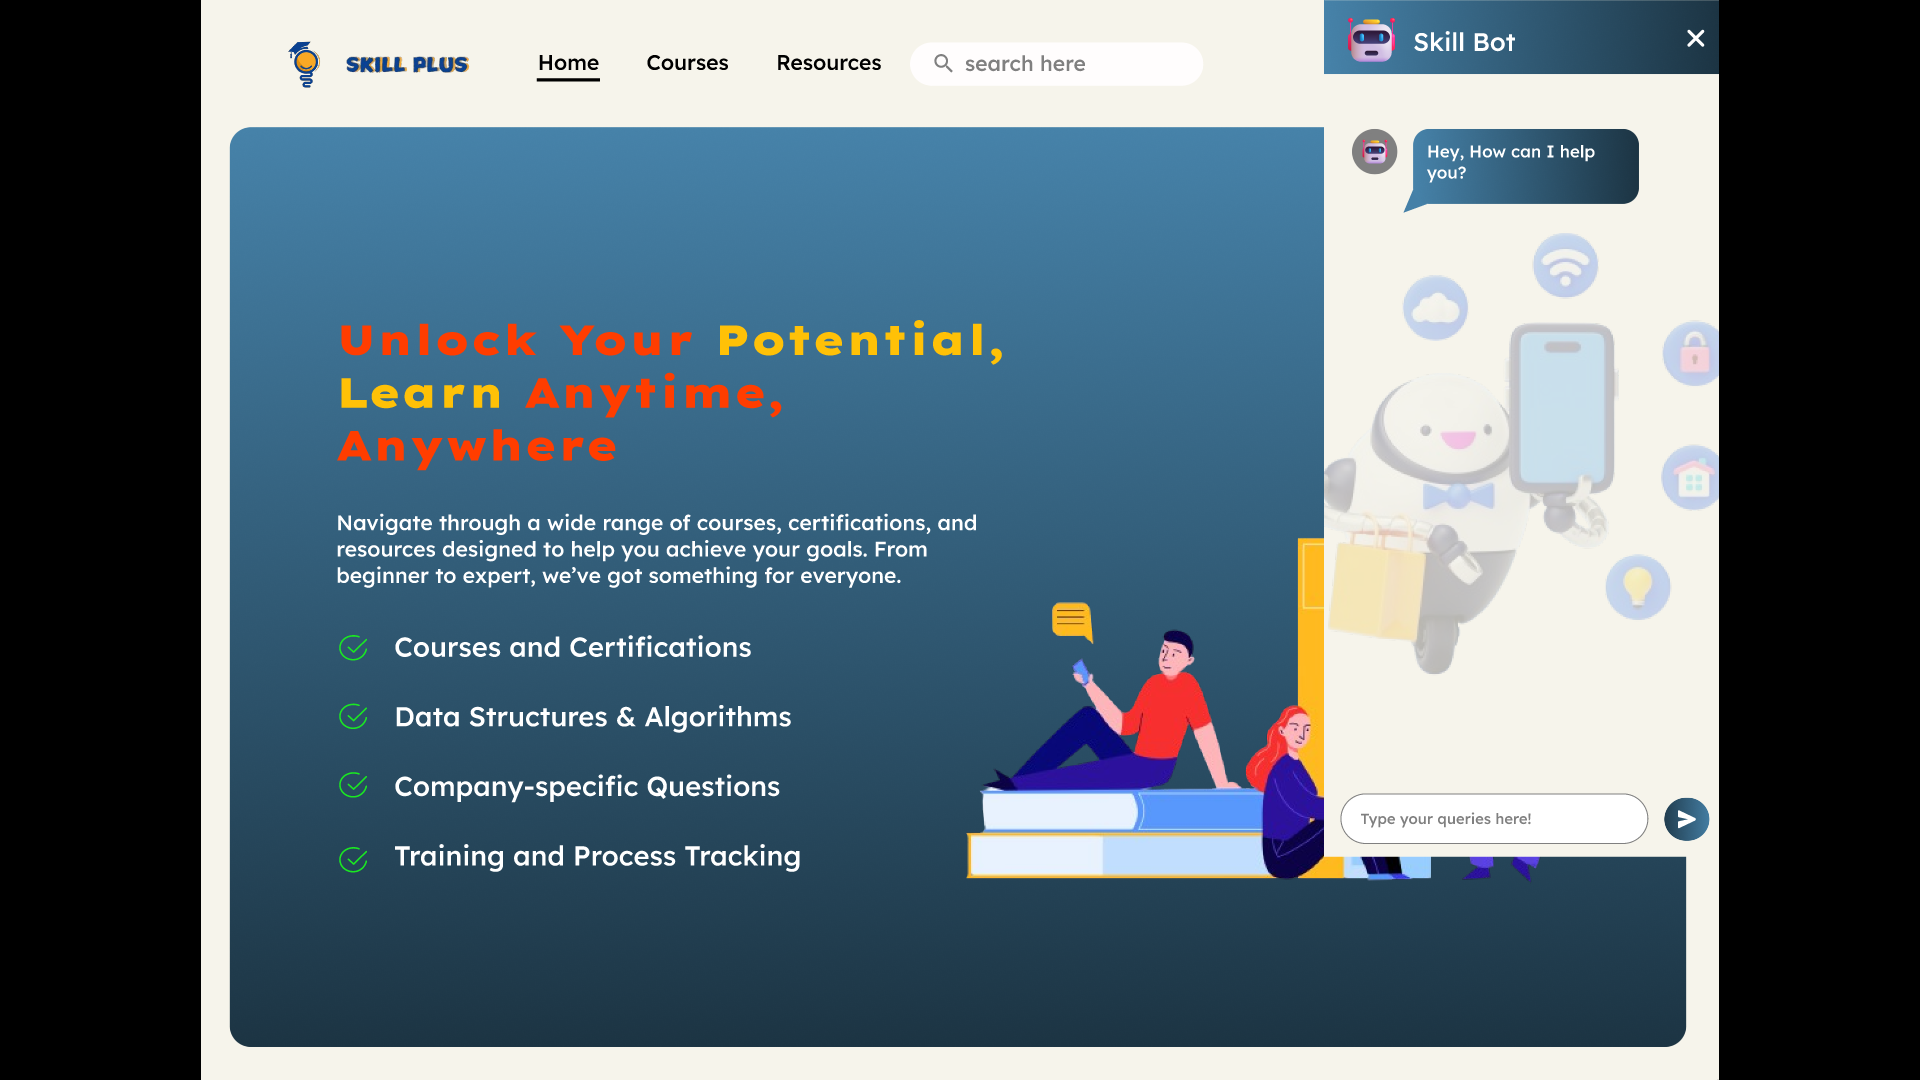 SKILL PLUS
Home
Courses
Resources
search here
Skill Bot
Hey, How can I help
you?
Unlock Your Potential,
Learn Anytime,
Anywhere
Navigate through a wide range of courses, certifications, and
resources designed to help you achieve your goals. From
beginner to expert, we’ve got something for everyone.
Courses and Certifications
Data Structures & Algorithms
Company-specific Questions
Training and Process Tracking
Type your queries here!